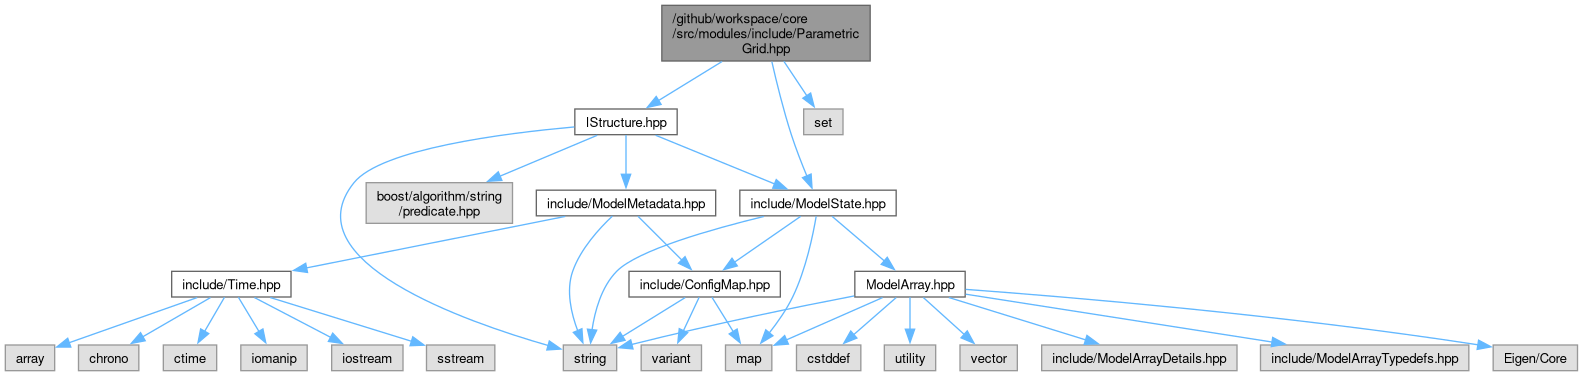 /github/workspace/core
/src/modules/include/Parametric
Grid.hpp
IStructure.hpp
set
boost/algorithm/string
/predicate.hpp
include/ModelMetadata.hpp
include/ModelState.hpp
include/Time.hpp
include/ConfigMap.hpp
ModelArray.hpp
array
chrono
ctime
iomanip
iostream
sstream
string
variant
map
cstddef
utility
vector
include/ModelArrayDetails.hpp
include/ModelArrayTypedefs.hpp
Eigen/Core